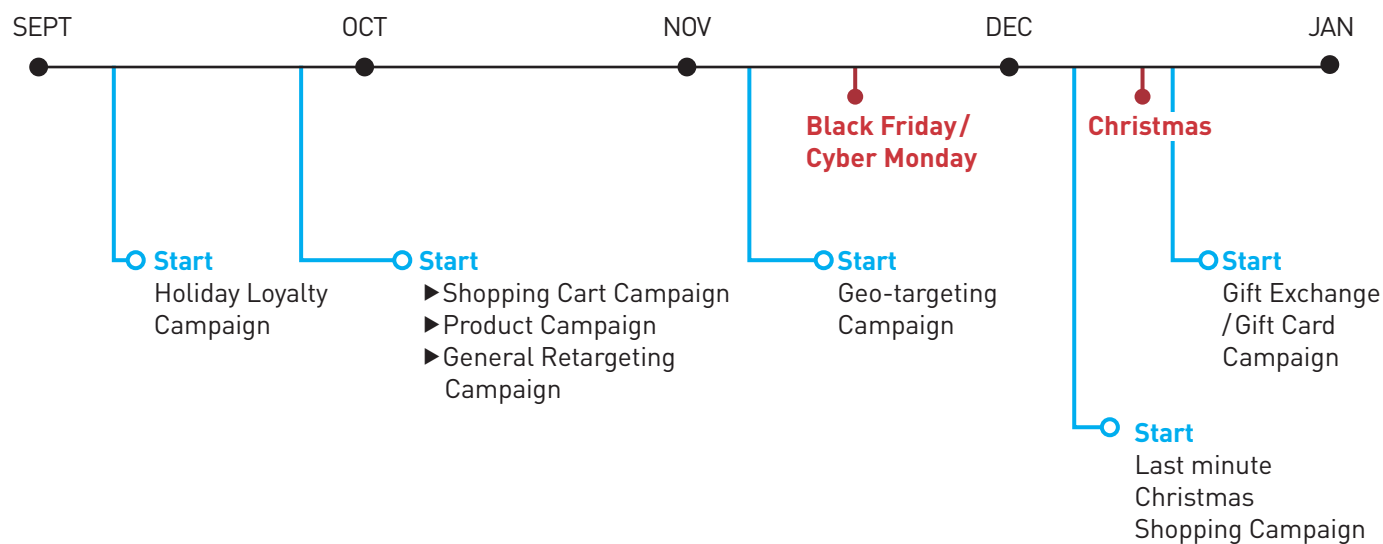 SEPT
OCT
NOV
DEC
JAN
Black Friday/
Cyber Monday
Christmas
Start
Holiday Loyalty
Campaign
Start
▶Shopping Cart Campaign
▶Product Campaign
▶General Retargeting
Campaign
Start
Geo-targeting
Campaign
Start
Gift Exchange
/Gift Card
Campaign
Start
Last minute
Christmas
Shopping Campaign